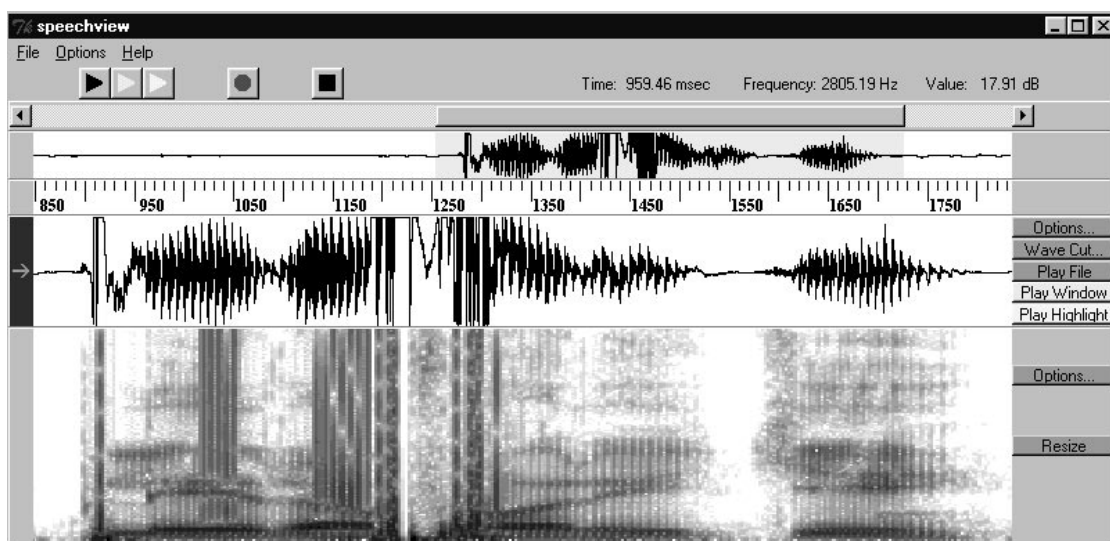 speechview
File Options Help
Time: 959.46 msec Frequency: 2805.19 Hz Value: 17.91 dB
850 950 1050 1150 1250 1350 1450 1550 1650 1750
Options...
Wave Cut...
Play File
Play Window
Play Highlight
Options...
Resize